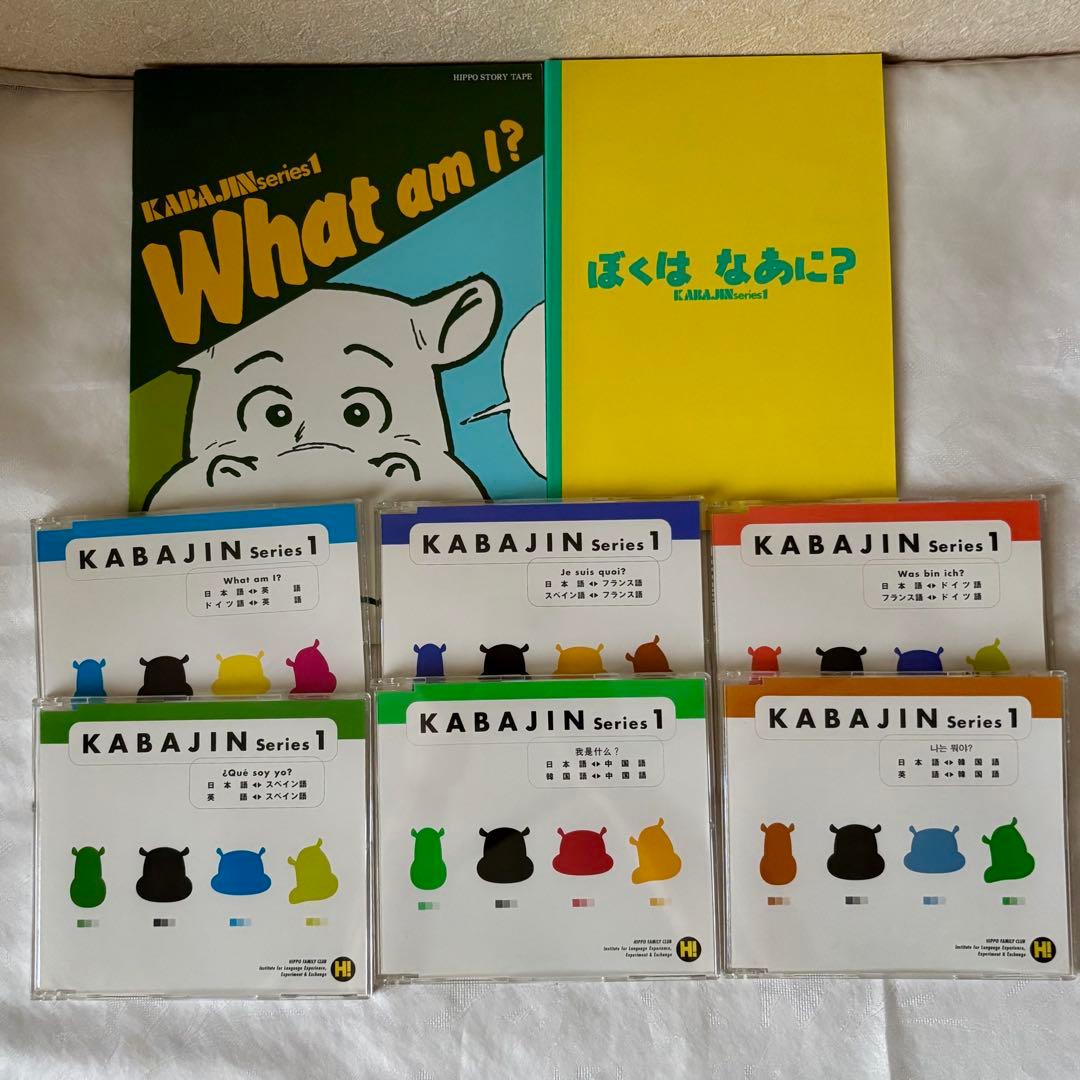 HIPPO STORY TAPE
KABAJIN series1
What am I?
ぼくは なあに?
KABAJIN series1
KABAJIN Series 1
What am I?
日本語◂▸英語
ドイツ語◂▸英語
KABAJIN Series 1
Je suis quoi?
日本語◂▸フランス語
スペイン語◂▸フランス語
KABAJIN Series 1
Was bin ich?
日本語◂▸ドイツ語
フランス語◂▸ドイツ語
KABAJIN Series 1
¿Qué soy yo?
日本語◂▸スペイン語
英語◂▸スペイン語
HIPPO FAMILY CLUB
Institute for Language Experience,
Experiment & Exchange
H!
KABAJIN Series 1
我是什么?
日本語◂▸中国語
韓国語◂▸中国語
HIPPO FAMILY CLUB
Institute for Language Experience,
Experiment & Exchange
H!
KABAJIN Series 1
나는 뭐야?
日本語◂▸韓国語
英語◂▸韓国語
HIPPO FAMILY CLUB
Institute for Language Experience,
Experiment & Exchange
H!